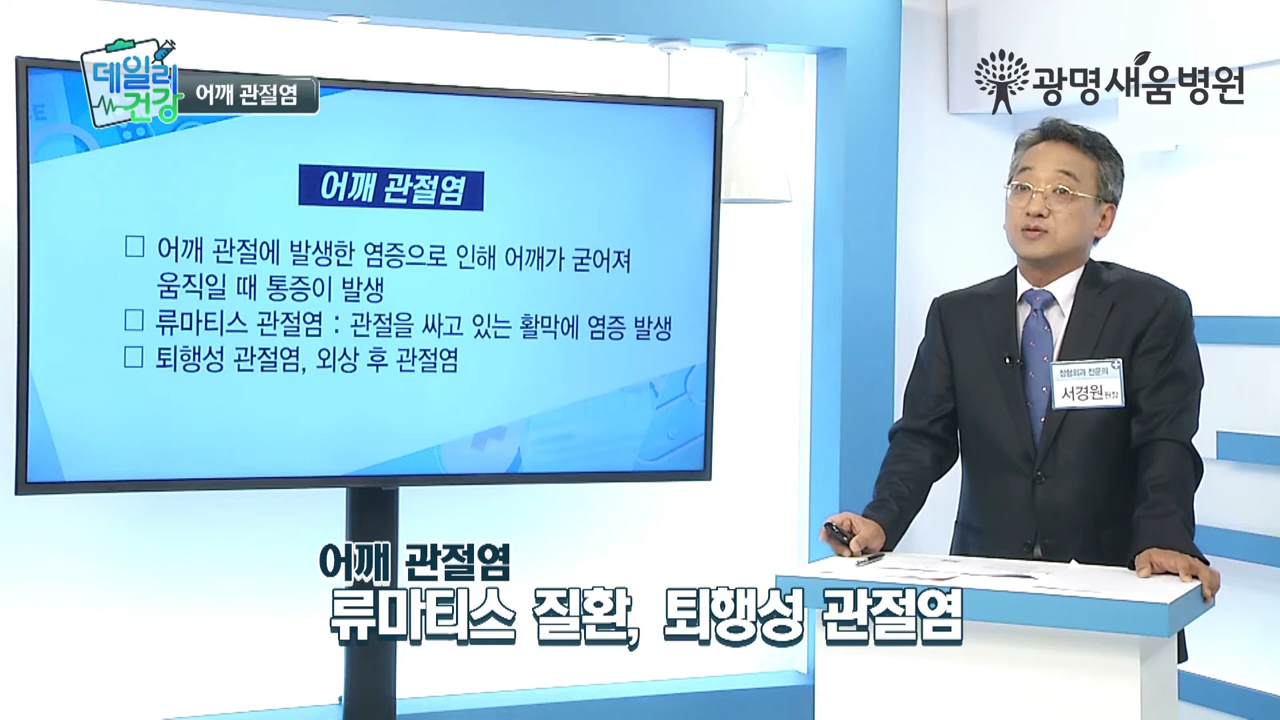 데일리
건강
어깨 관절염
광명새움병원
어깨 관절염
□ 어깨 관절에 발생한 염증으로 인해 어깨가 굳어져
움직일 때 통증이 발생
□ 류마티스 관절염 : 관절을 싸고 있는 활막에 염증 발생
□ 퇴행성 관절염, 외상 후 관절염
정형외과 전문의
서경원 원장
어깨 관절염
류마티스 질환, 퇴행성 관절염